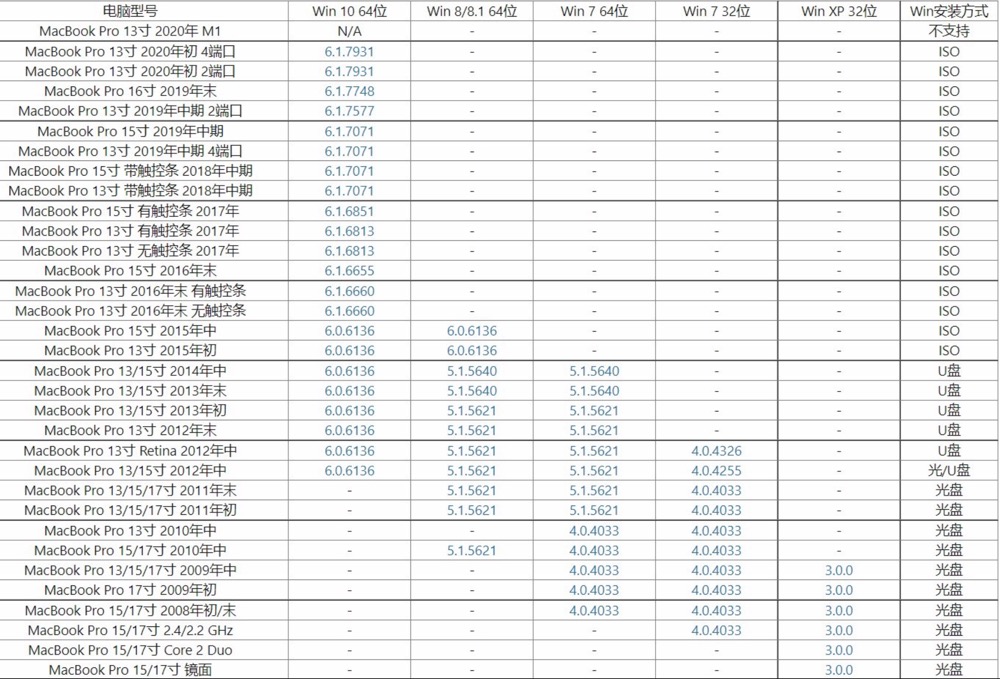 电脑型号 Win 10 64位 Win 8/8.1 64位 Win 7 64位 Win 7 32位 Win XP 32位 Win安装方式
MacBook Pro 13寸 2020年 M1 N/A - - - - 不支持
MacBook Pro 13寸 2020年初 4端口 6.1.7931 - - - - ISO
MacBook Pro 13寸 2020年初 2端口 6.1.7931 - - - - ISO
MacBook Pro 16寸 2019年末 6.1.7748 - - - - ISO
MacBook Pro 13寸 2019年中期 2端口 6.1.7577 - - - - ISO
MacBook Pro 15寸 2019年中期 6.1.7071 - - - - ISO
MacBook Pro 13寸 2019年中期 4端口 6.1.7071 - - - - ISO
MacBook Pro 15寸 带触控条 2018年中期 6.1.7071 - - - - ISO
MacBook Pro 13寸 带触控条 2018年中期 6.1.7071 - - - - ISO
MacBook Pro 15寸 有触控条 2017年 6.1.6851 - - - - ISO
MacBook Pro 13寸 有触控条 2017年 6.1.6813 - - - - ISO
MacBook Pro 13寸 无触控条 2017年 6.1.6813 - - - - ISO
MacBook Pro 15寸 2016年末 6.1.6655 - - - - ISO
MacBook Pro 13寸 2016年末 有触控条 6.1.6660 - - - - ISO
MacBook Pro 13寸 2016年末 无触控条 6.1.6660 - - - - ISO
MacBook Pro 15寸 2015年中 6.0.6136 6.0.6136 - - - ISO
MacBook Pro 13寸 2015年初 6.0.6136 6.0.6136 - - - ISO
MacBook Pro 13/15寸 2014年中 6.0.6136 5.1.5640 5.1.5640 - - U盘
MacBook Pro 13/15寸 2013年末 6.0.6136 5.1.5640 5.1.5640 - - U盘
MacBook Pro 13/15寸 2013年初 6.0.6136 5.1.5621 5.1.5621 - - U盘
MacBook Pro 13寸 2012年末 6.0.6136 5.1.5621 5.1.5621 - - U盘
MacBook Pro 13寸 Retina 2012年中 6.0.6136 5.1.5621 5.1.5621 4.0.4326 - U盘
MacBook Pro 13/15寸 2012年中 6.0.6136 5.1.5621 5.1.5621 4.0.4255 - 光/U盘
MacBook Pro 13/15/17寸 2011年末 - 5.1.5621 5.1.5621 4.0.4033 - 光盘
MacBook Pro 13/15/17寸 2011年初 - 5.1.5621 5.1.5621 4.0.4033 - 光盘
MacBook Pro 13寸 2010年中 - - 4.0.4033 4.0.4033 - 光盘
MacBook Pro 15/17寸 2010年中 - 5.1.5621 4.0.4033 4.0.4033 - 光盘
MacBook Pro 13/15/17寸 2009年中 - - 4.0.4033 4.0.4033 3.0.0 光盘
MacBook Pro 17寸 2009年初 - - 4.0.4033 4.0.4033 3.0.0 光盘
MacBook Pro 15/17寸 2008年初/末 - - 4.0.4033 4.0.4033 3.0.0 光盘
MacBook Pro 15/17寸 2.4/2.2 GHz - - - 4.0.4033 3.0.0 光盘
MacBook Pro 15/17寸 Core 2 Duo - - - - 3.0.0 光盘
MacBook Pro 15/17寸 镜面 - - - - 3.0.0 光盘